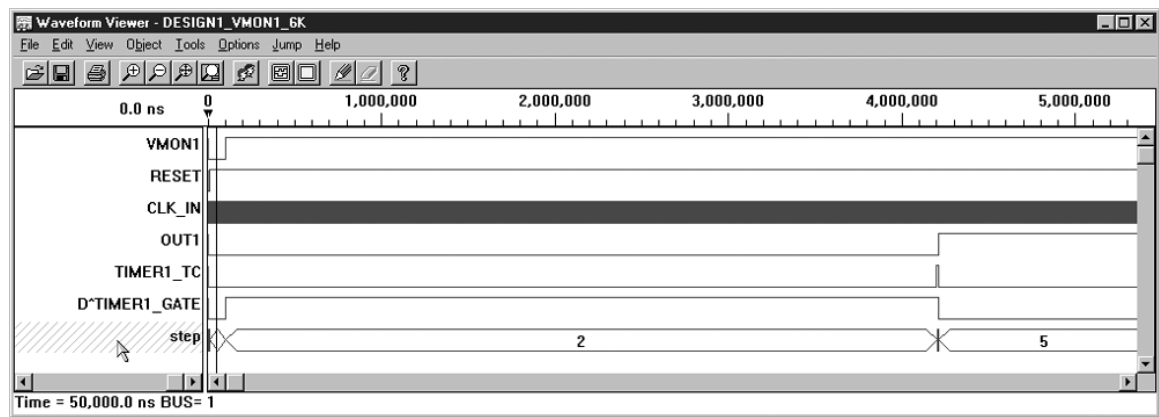 Waveform Viewer - DESIGN1_VMON1_6K
File Edit View Object Tools Options Jump Help
0.0 ns 0 1,000,000 2,000,000 3,000,000 4,000,000 5,000,000
VMON1
RESET
CLK_IN
OUT1
TIMER1_TC
D^TIMER1_GATE
step 2 5
Time = 50,000.0 ns BUS= 1